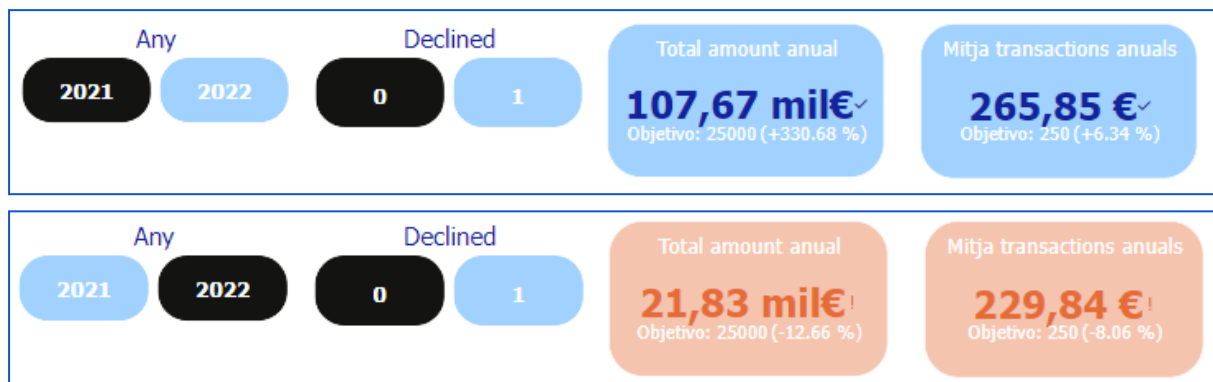 Any
2021
2022
Declined
0
1
Total amount anual
107,67 mil€✓
Objetivo: 25000 (+330.68 %)
Mitja transactions anuals
265,85 €✓
Objetivo: 250 (+6.34 %)
Any
2021
2022
Declined
0
1
Total amount anual
21,83 mil€!
Objetivo: 25000 (-12.66 %)
Mitja transactions anuals
229,84 €!
Objetivo: 250 (-8.06 %)